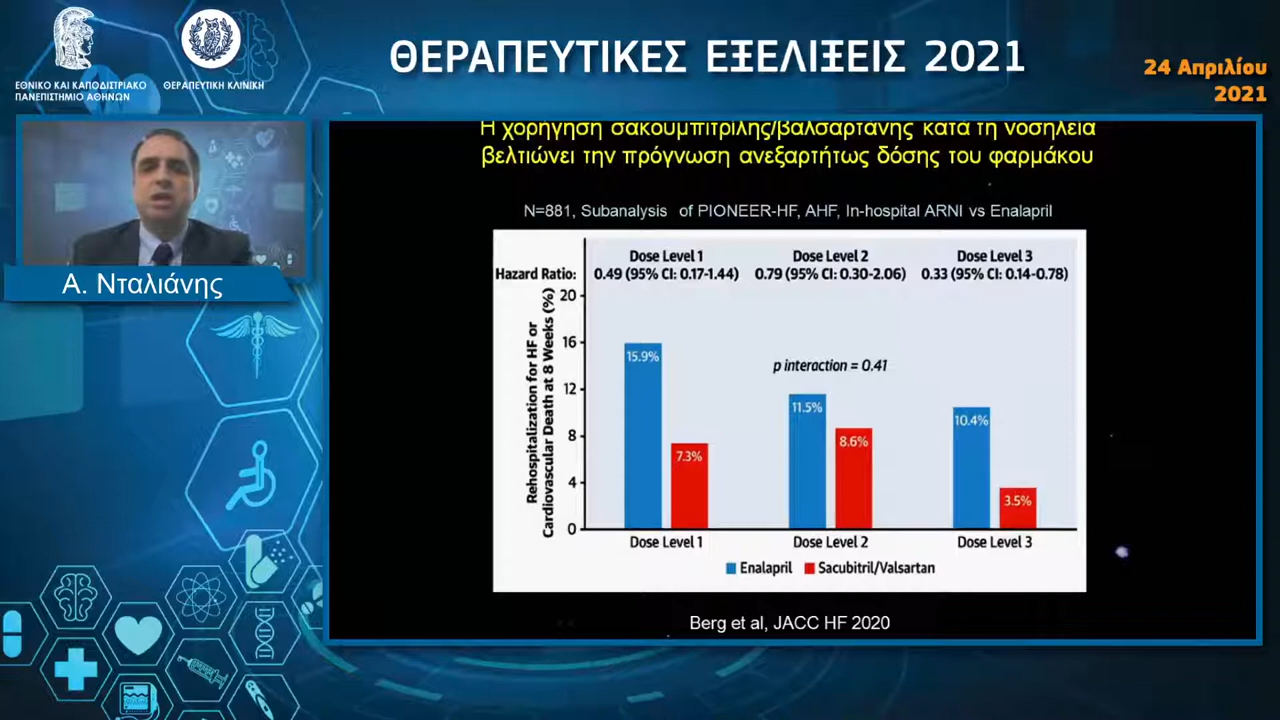 ΘΕΡΑΠΕΥΤΙΚΕΣ ΕΞΕΛΙΞΕΙΣ 2021
24 Απριλίου
2021
ΕΘΝΙΚΟ ΚΑΙ ΚΑΠΟΔΙΣΤΡΙΑΚΟ
ΠΑΝΕΠΙΣΤΗΜΙΟ ΑΘΗΝΩΝ
ΘΕΡΑΠΕΥΤΙΚΗ ΚΛΙΝΙΚΗ
Α. Νταλιάνης
Η χορήγηση σακουμπιτρίλης/βαλσαρτάνης κατά τη νοσηλεία
βελτιώνει την πρόγνωση ανεξαρτήτως δόσης του φαρμάκου
N=881, Subanalysis of PIONEER-HF, AHF, In-hospital ARNI vs Enalapril
Dose Level 1 Dose Level 2 Dose Level 3
Hazard Ratio: 0.49 (95% CI: 0.17-1.44) 0.79 (95% CI: 0.30-2.06) 0.33 (95% CI: 0.14-0.78)
Rehospitalization for HF or
Cardiovascular Death at 8 Weeks (%)
20
16
12
8
4
0
p interaction = 0.41
15.9%
7.3%
11.5%
8.6%
10.4%
3.5%
Dose Level 1 Dose Level 2 Dose Level 3
Enalapril Sacubitril/Valsartan
Berg et al, JACC HF 2020